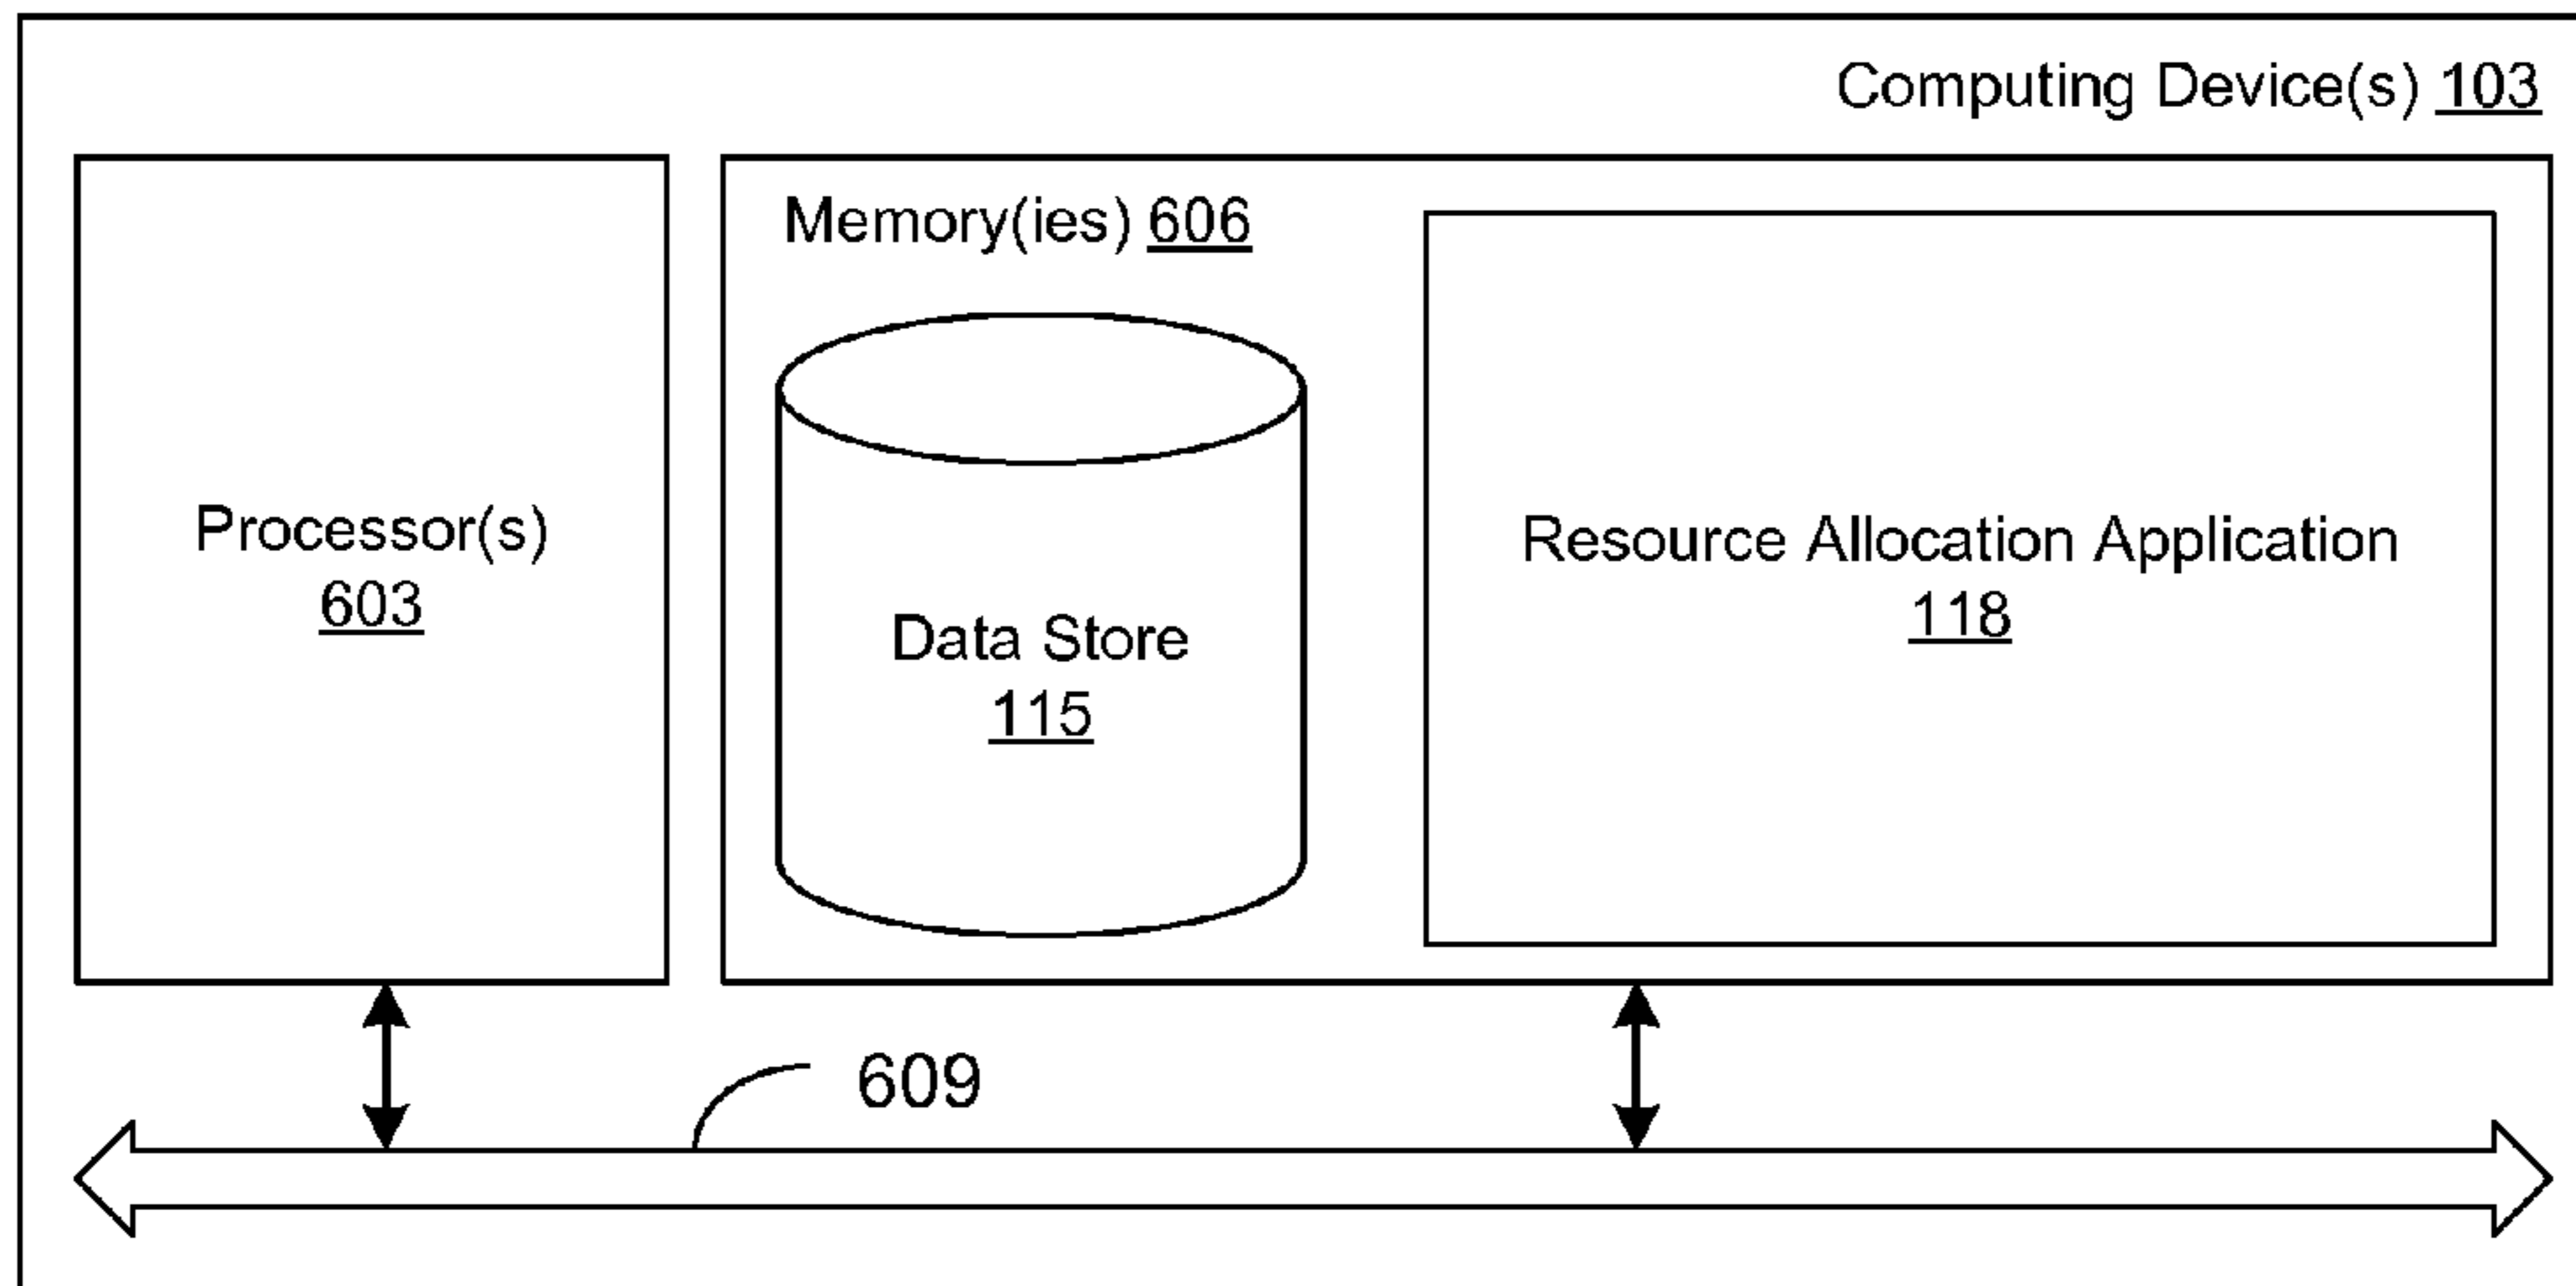 Computing Device(s) 103
Memory(ies) 606
Processor(s)
603
Resource Allocation Application
118
Data Store
115
609